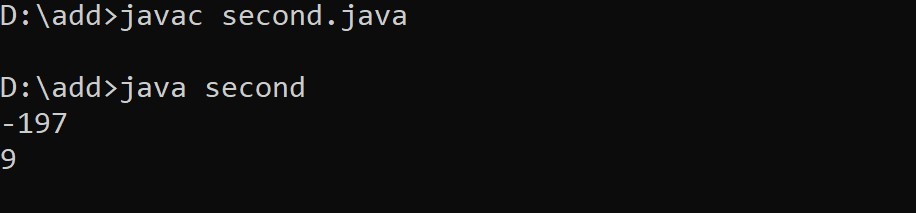 D:\add>javac second.java
D:\add>java second
-197
9